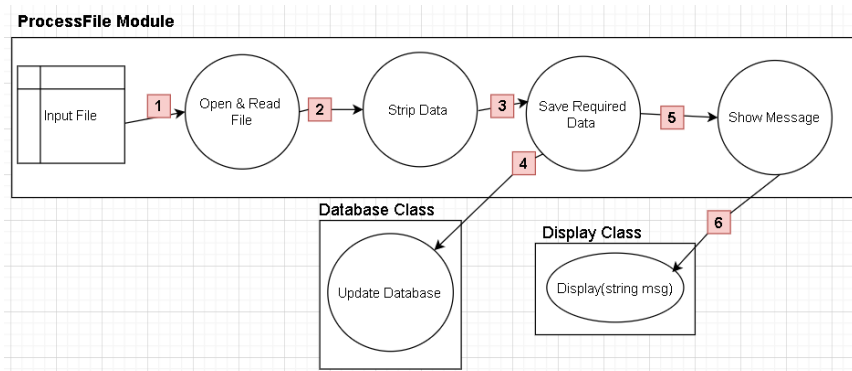 ProcessFile Module
Input File
1
Open & Read
File
2
Strip Data
3
Save Required
Data
5
Show Message
4
6
Database Class
Update Database
Display Class
Display(string msg)